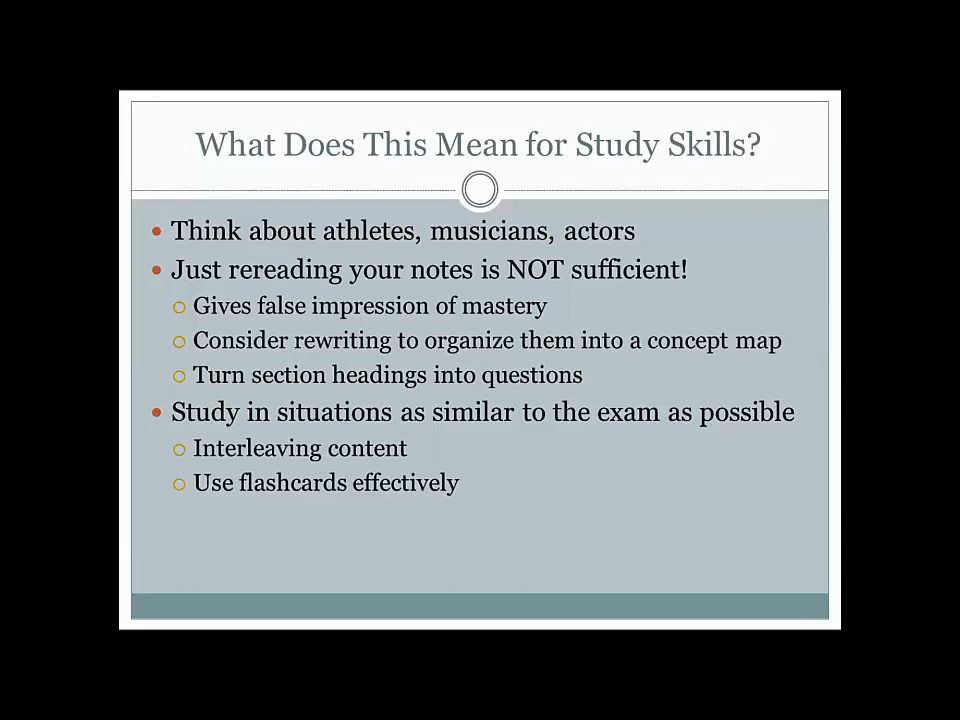 What Does This Mean for Study Skills?
Think about athletes, musicians, actors
Just rereading your notes is NOT sufficient!
Gives false impression of mastery
Consider rewriting to organize them into a concept map
Turn section headings into questions
Study in situations as similar to the exam as possible
Interleaving content
Use flashcards effectively